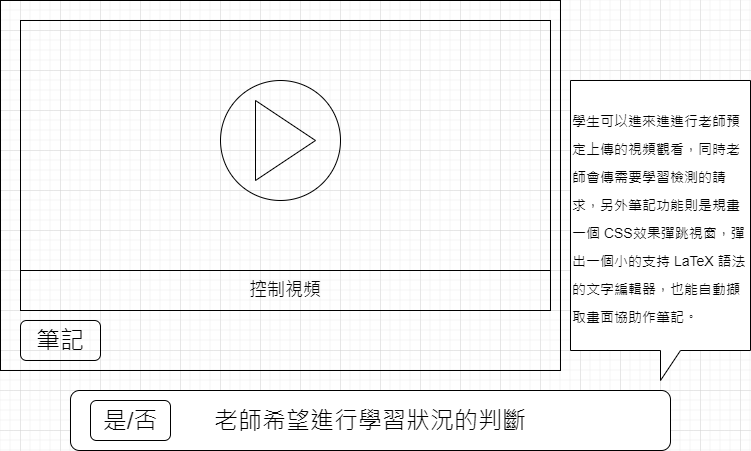 控制視頻
筆記
學生可以進來進進行老師預
定上傳的視頻觀看，同時老
師會傳需要學習檢測的請
求，另外筆記功能則是規畫
一個 CSS效果彈跳視窗，彈
出一個小的支持 LaTeX 語法
的文字編輯器，也能自動擷
取畫面協助作筆記。
是/否 老師希望進行學習狀況的判斷